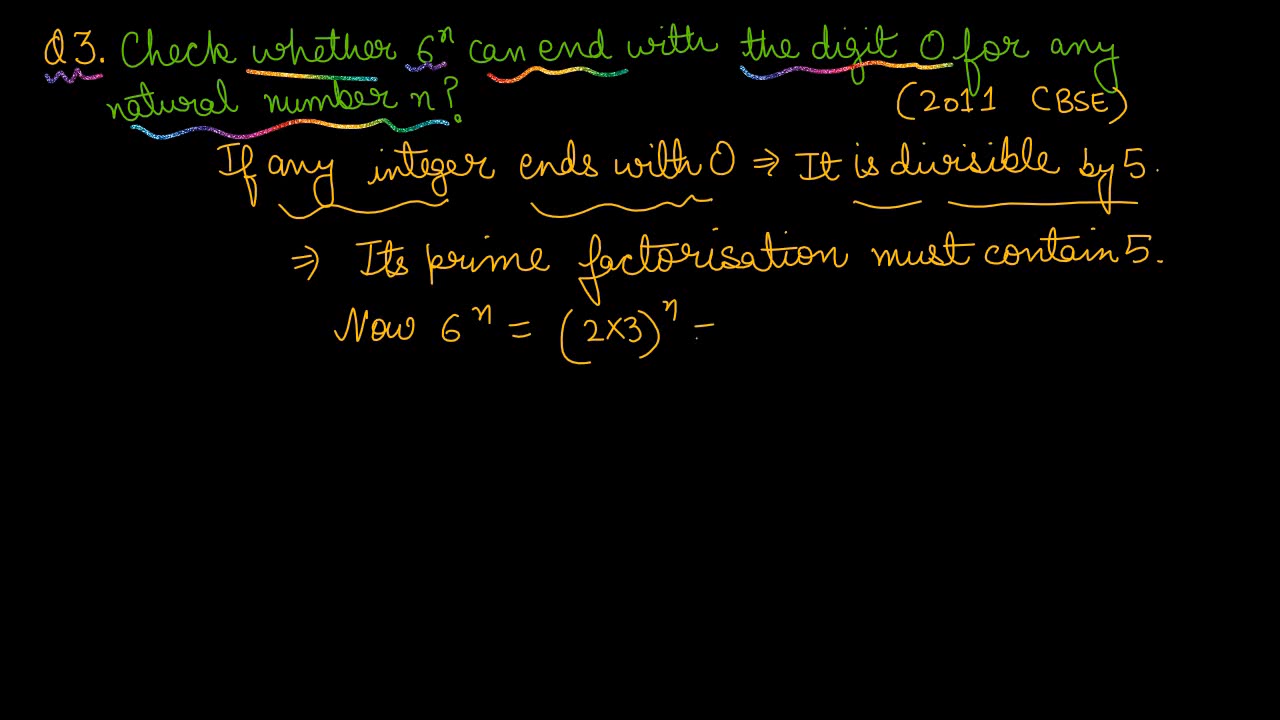 Q3. Check whether 6ⁿ can end with the digit 0 for any
natural number n?
(2011 CBSE)
If any integer ends with 0 ⇒ It is divisible by 5.
⇒ Its prime factorisation must contain 5.
Now 6ⁿ = (2×3)ⁿ =